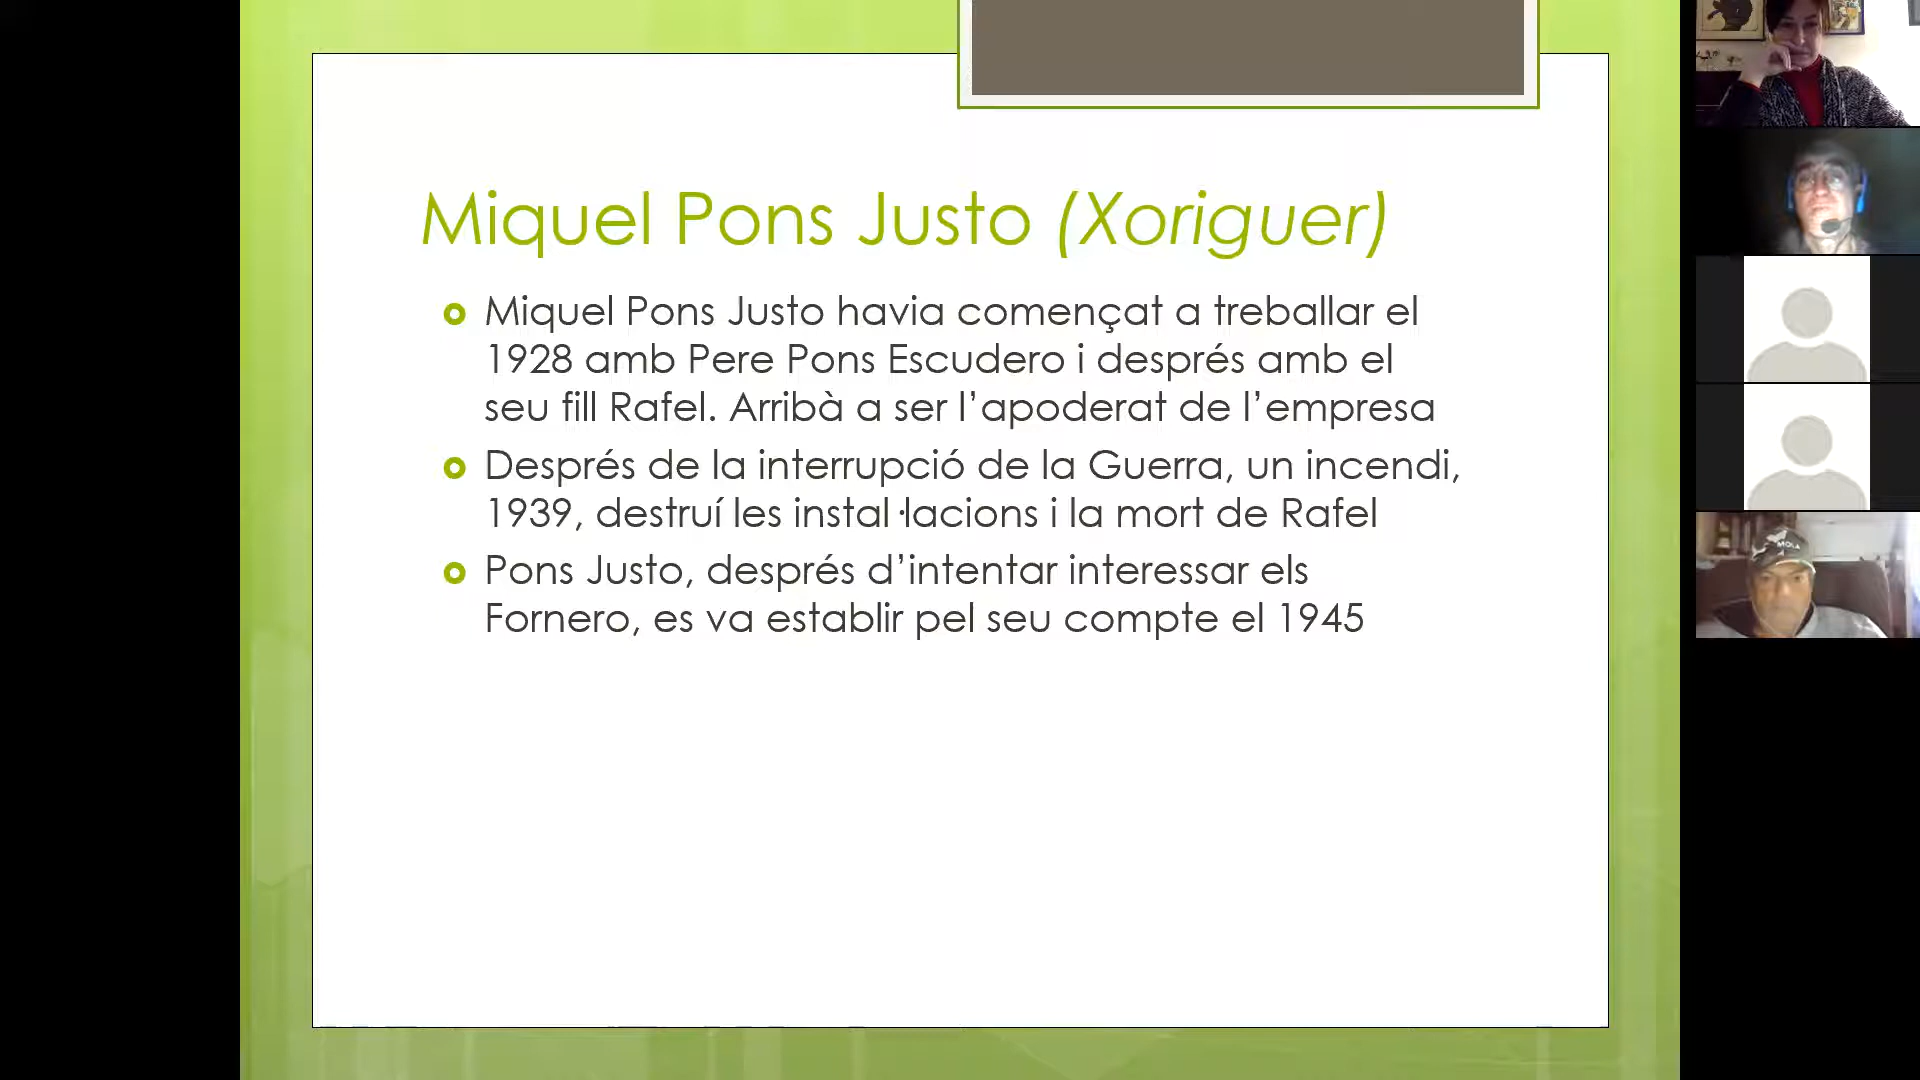 Miquel Pons Justo (Xoriguer)
Miquel Pons Justo havia començat a treballar el
1928 amb Pere Pons Escudero i després amb el
seu fill Rafel. Arribà a ser l’apoderat de l’empresa
Després de la interrupció de la Guerra, un incendi,
1939, destruí les instal·lacions i la mort de Rafel
Pons Justo, després d’intentar interessar els
Fornero, es va establir pel seu compte el 1945
MOLA